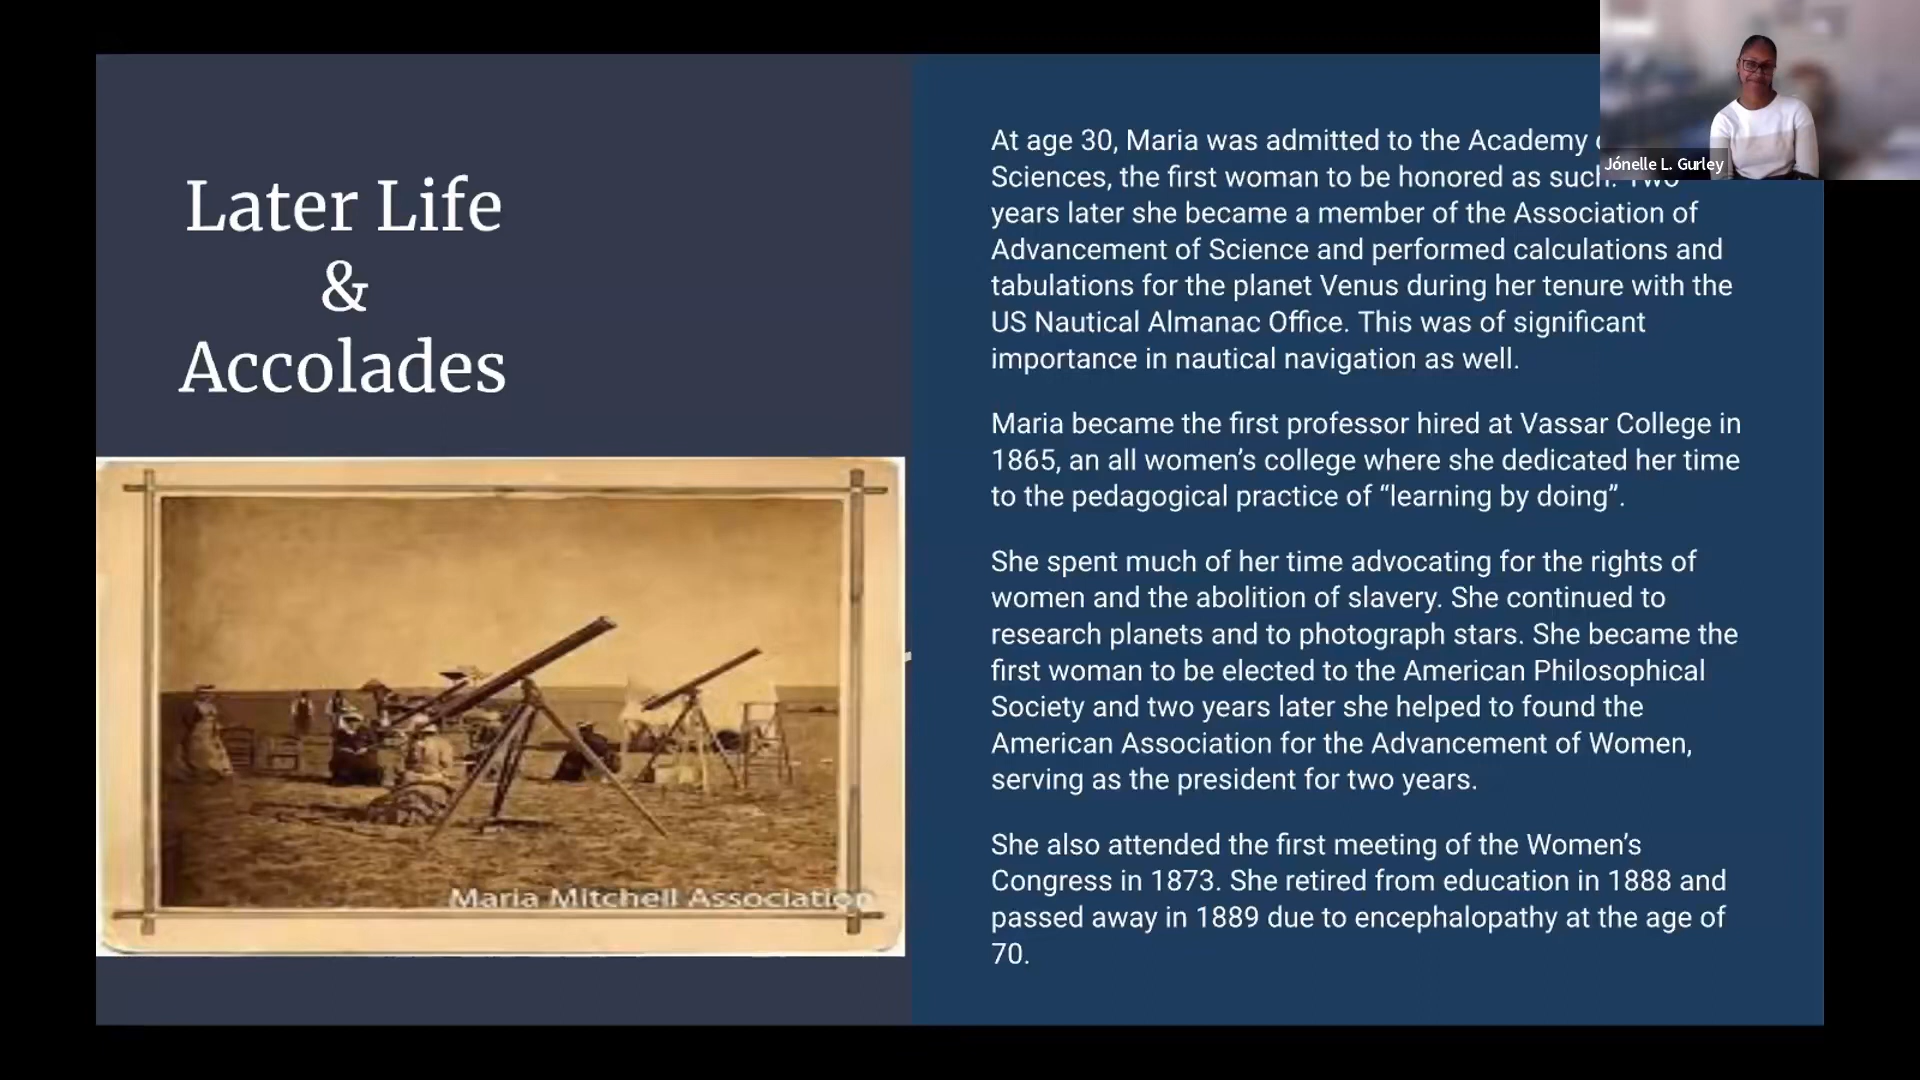 Later Life
&
Accolades
Maria Mitchell Association
At age 30, Maria was admitted to the Academy
Sciences, the first woman to be honored as such. Two
years later she became a member of the Association of
Advancement of Science and performed calculations and
tabulations for the planet Venus during her tenure with the
US Nautical Almanac Office. This was of significant
importance in nautical navigation as well.
Maria became the first professor hired at Vassar College in
1865, an all women’s college where she dedicated her time
to the pedagogical practice of “learning by doing”.
She spent much of her time advocating for the rights of
women and the abolition of slavery. She continued to
research planets and to photograph stars. She became the
first woman to be elected to the American Philosophical
Society and two years later she helped to found the
American Association for the Advancement of Women,
serving as the president for two years.
She also attended the first meeting of the Women’s
Congress in 1873. She retired from education in 1888 and
passed away in 1889 due to encephalopathy at the age of
70.
Jónelle L. Gurley